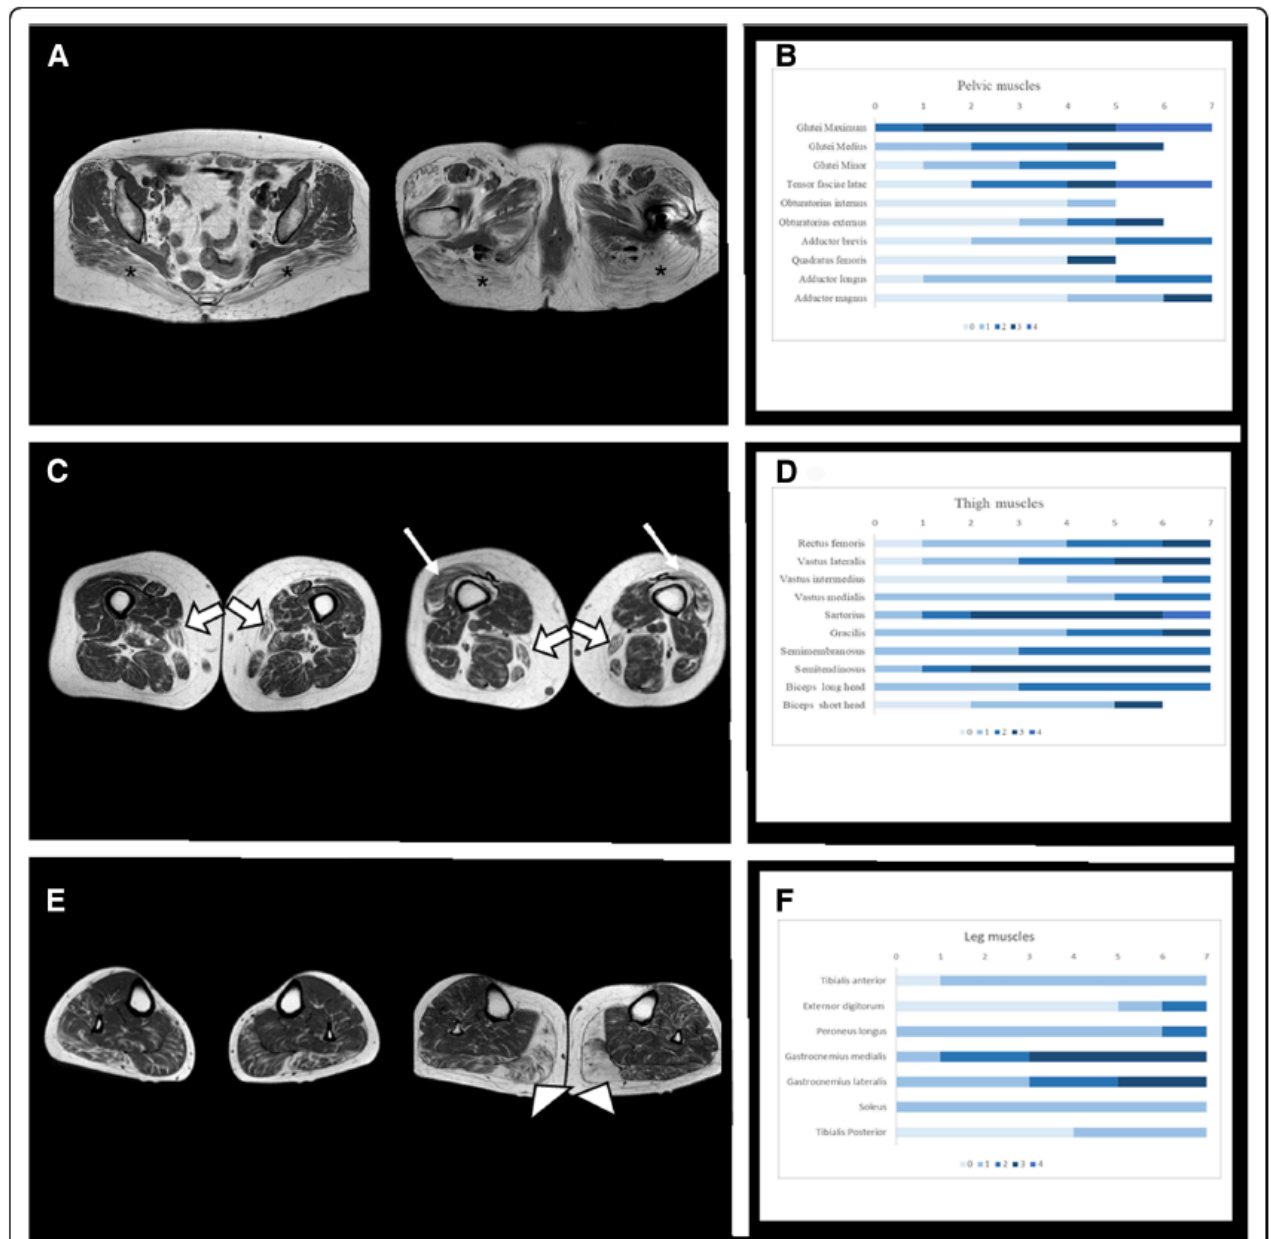 A
*
*
*
*
B
Pelvic muscles
0 1 2 3 4 5 6 7
Glutei Maximum
Glutei Medius
Glutei Minor
Tensor fasciae latae
Obturatorius internus
Obturatorius externus
Adductor brevis
Quadratus femoris
Adductor longus
Adductor magnus
0 1 2 3 4
C
D
Thigh muscles
0 1 2 3 4 5 6 7
Rectus femoris
Vastus lateralis
Vastus intermedius
Vastus medialis
Sartorius
Gracilis
Semimembranosus
Semitendinosus
Biceps long head
Biceps short head
0 1 2 3 4
E
F
Leg muscles
0 1 2 3 4 5 6 7
Tibialis anterior
Extensor digitorum
Peroneus longus
Gastrocnemius medialis
Gastrocnemius lateralis
Soleus
Tibialis Posterior
0 1 2 3 4